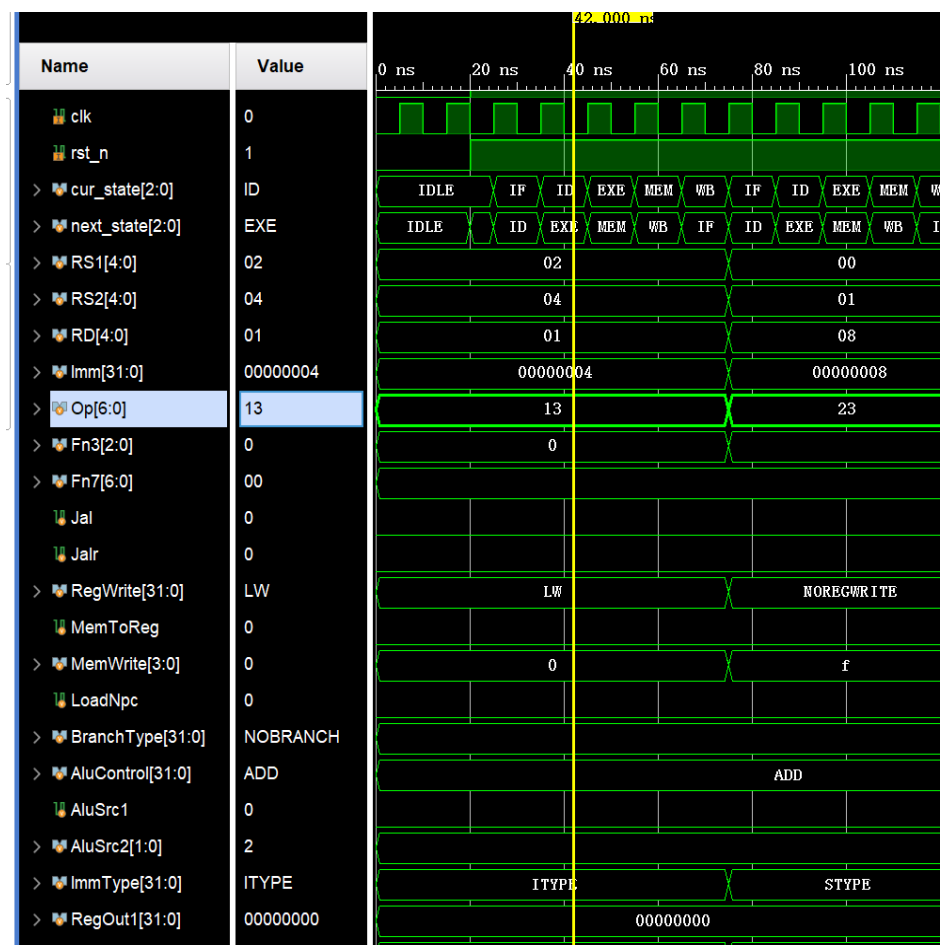 42.000 ns
Name Value
0 ns 20 ns 40 ns 60 ns 80 ns 100 ns
clk 0
rst_n 1
cur_state[2:0] ID IDLE IF ID EXE MEM WB IF ID EXE MEM
next_state[2:0] EXE IDLE ID EXE MEM WB IF ID EXE MEM WB
RS1[4:0] 02 02 00
RS2[4:0] 04 04 01
RD[4:0] 01 01 08
Imm[31:0] 00000004 00000004 00000008
Op[6:0] 13 13 23
Fn3[2:0] 0 0
Fn7[6:0] 00
Jal 0
Jalr 0
RegWrite[31:0] LW LW NOREGWRITE
MemToReg 0
MemWrite[3:0] 0 0 f
LoadNpc 0
BranchType[31:0] NOBRANCH
AluControl[31:0] ADD ADD
AluSrc1 0
AluSrc2[1:0] 2
ImmType[31:0] ITYPE ITYPE STYPE
RegOut1[31:0] 00000000 00000000